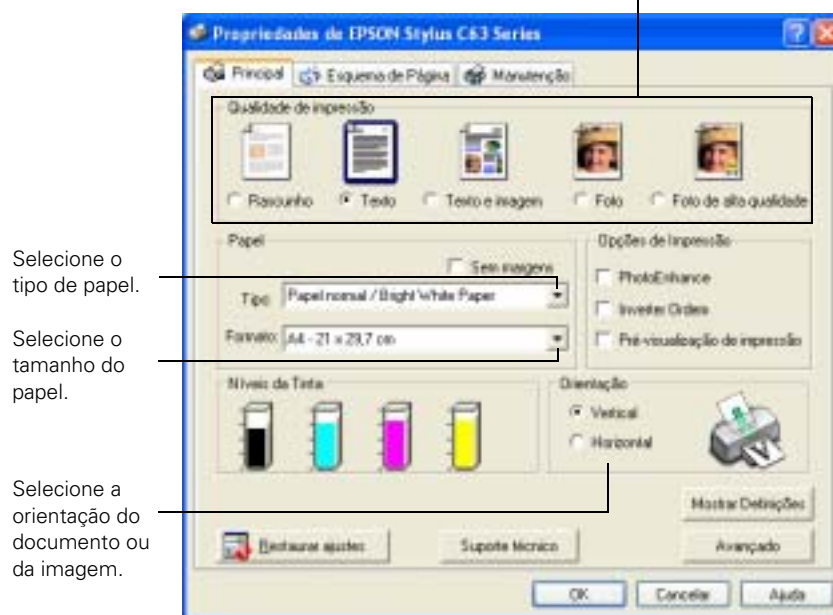 Propriedades de EPSON Stylus C63 Series
Principal Esquema de Página Manutenção
Qualidade de impressão
Rascunho Texto Texto e imagem Foto Foto de alta qualidade
Papel
Sem margens
Tipo: Papel normal / Bright White Paper
Formato: A4 - 21 x 29,7 cm
Opções de Impressão
PhotoEnhance
Inverter Ordem
Pré-visualização de impressão
Selecione o
tipo de papel.
Selecione o
tamanho do
papel.
Níveis da Tinta
Orientação
Vertical
Horizontal
Selecione a
orientação do
documento ou
da imagem.
Mostrar Definições
Restaurar ajustes Suporte técnico Avançado
OK Cancelar Ajuda